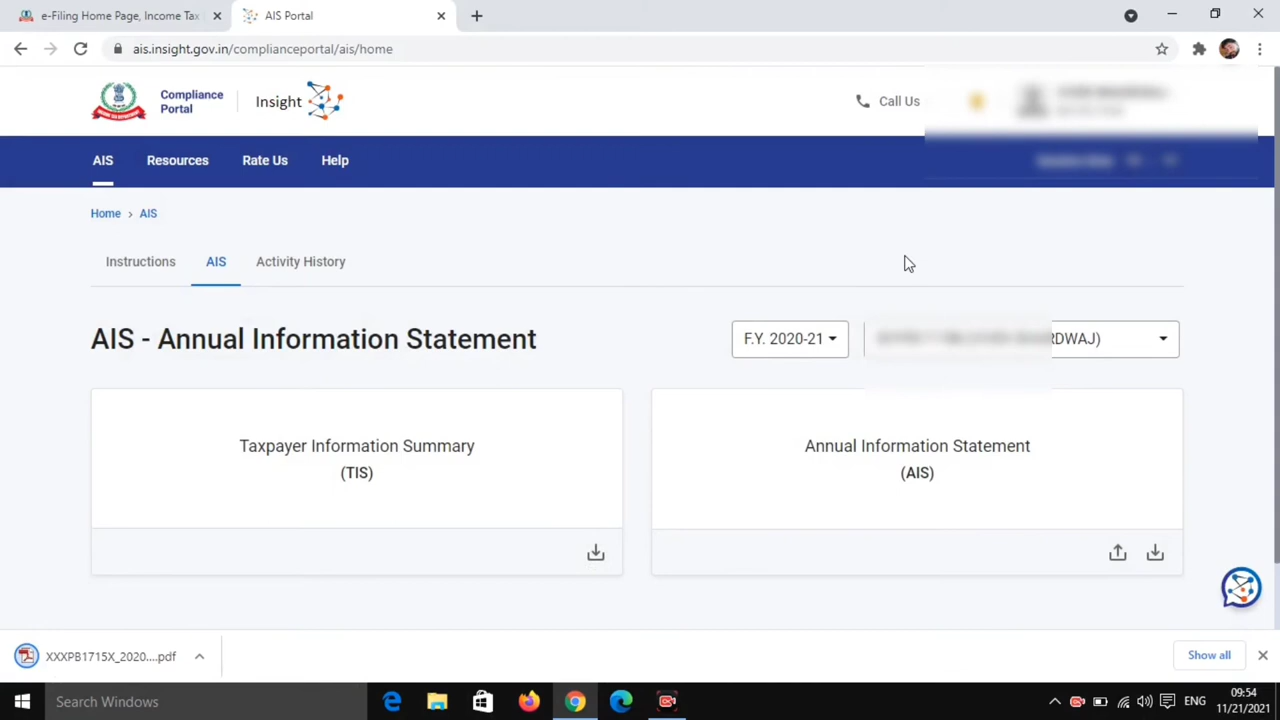 e-Filing Home Page, Income Tax
AIS Portal
ais.insight.gov.in/complianceportal/ais/home
Compliance
Portal
Insight
Call Us
AIS
Resources
Rate Us
Help
Home › AIS
Instructions
AIS
Activity History
AIS - Annual Information Statement
F.Y. 2020-21
RDWAJ)
Taxpayer Information Summary
(TIS)
Annual Information Statement
(AIS)
XXXPB1715X_2020....pdf
Show all
Search Windows
ENG
09:54
11/21/2021